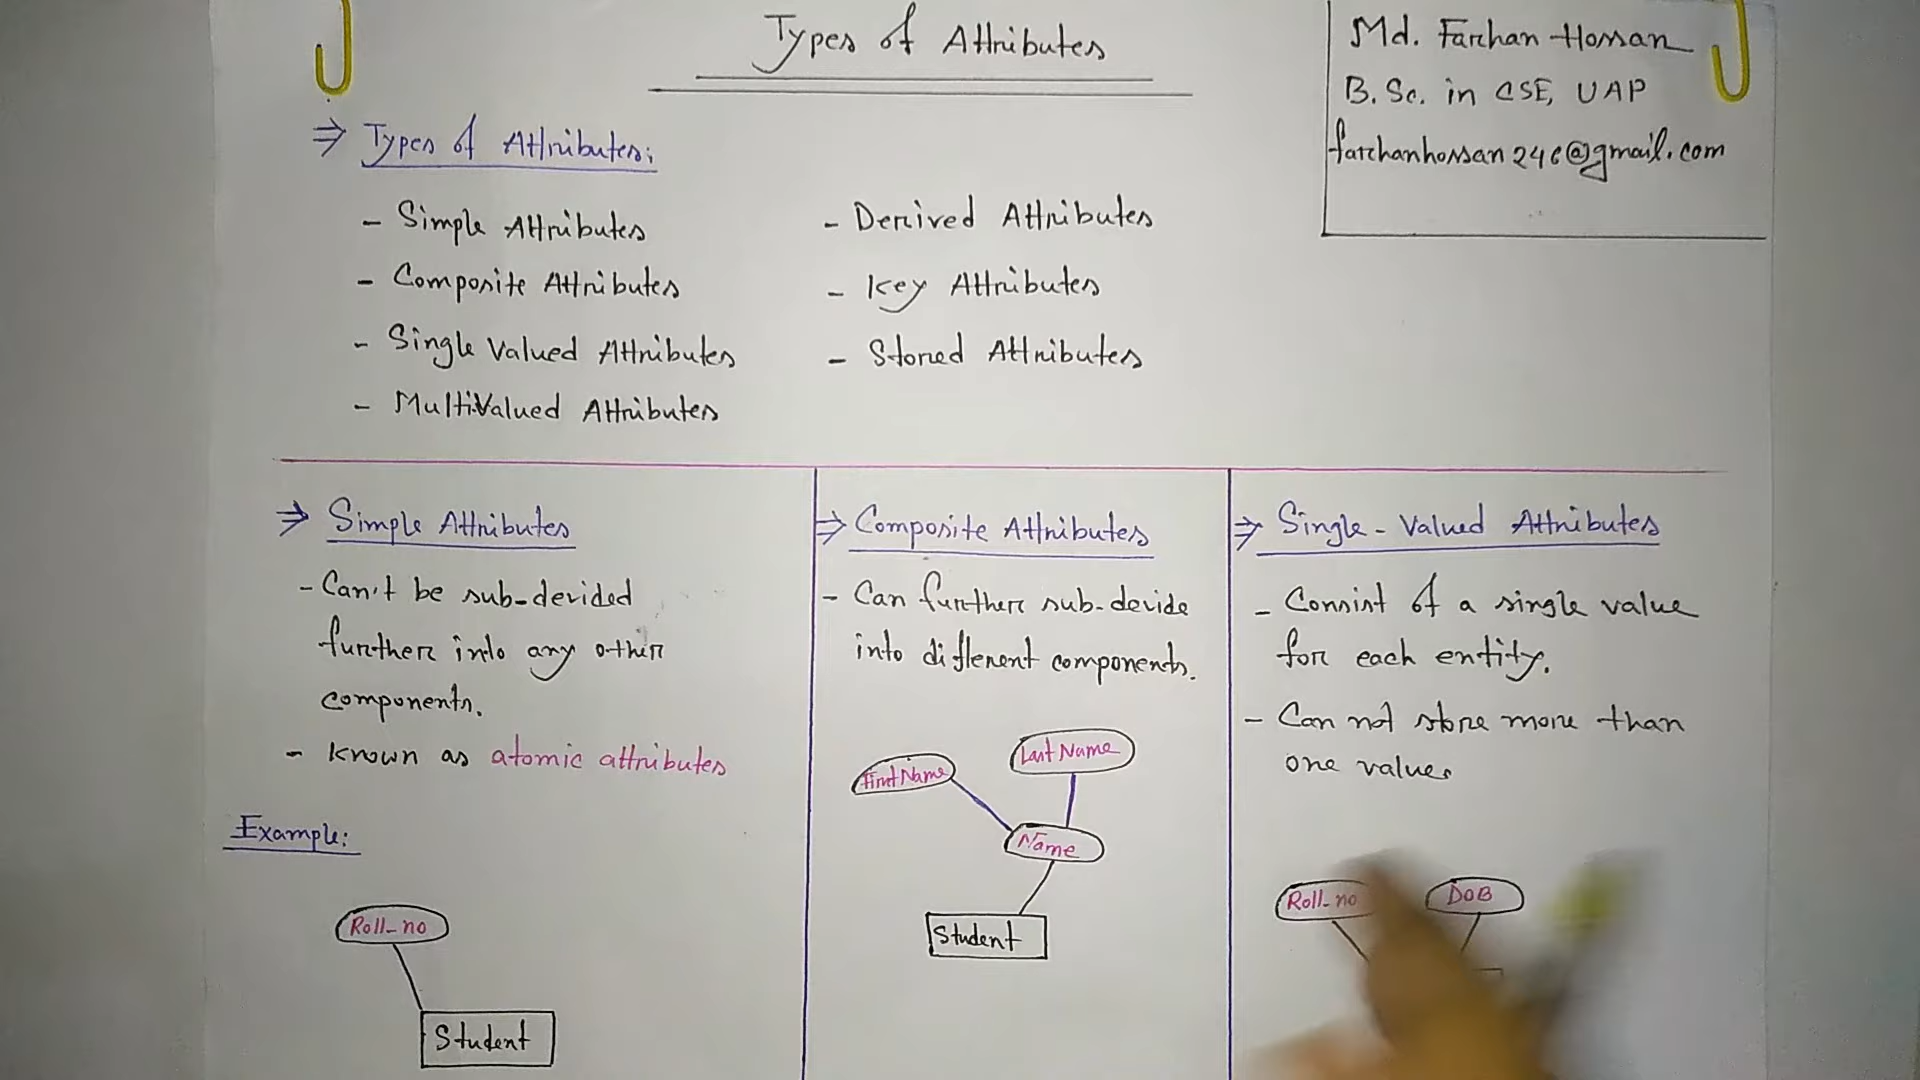 Types of Attributes
Md. Farhan Hossan
B.Sc. in CSE, UAP
farhanhossan246@gmail.com
⇒ Types of Attributes:
- Simple Attributes
- Composite Attributes
- Single Valued Attributes
- MultiValued Attributes
- Derived Attributes
- Key Attributes
- Stored Attributes
⇒ Simple Attributes
- Can't be sub-devided
further into any other
components.
- Known as atomic attributes
Example:
Roll_no
Student
⇒ Composite Attributes
- Can further sub-devide
into different components.
First Name
Last Name
Name
Student
⇒ Single-Valued Attributes
- Consist of a single value
for each entity.
- Can not store more than
one value.
Roll_no
DOB